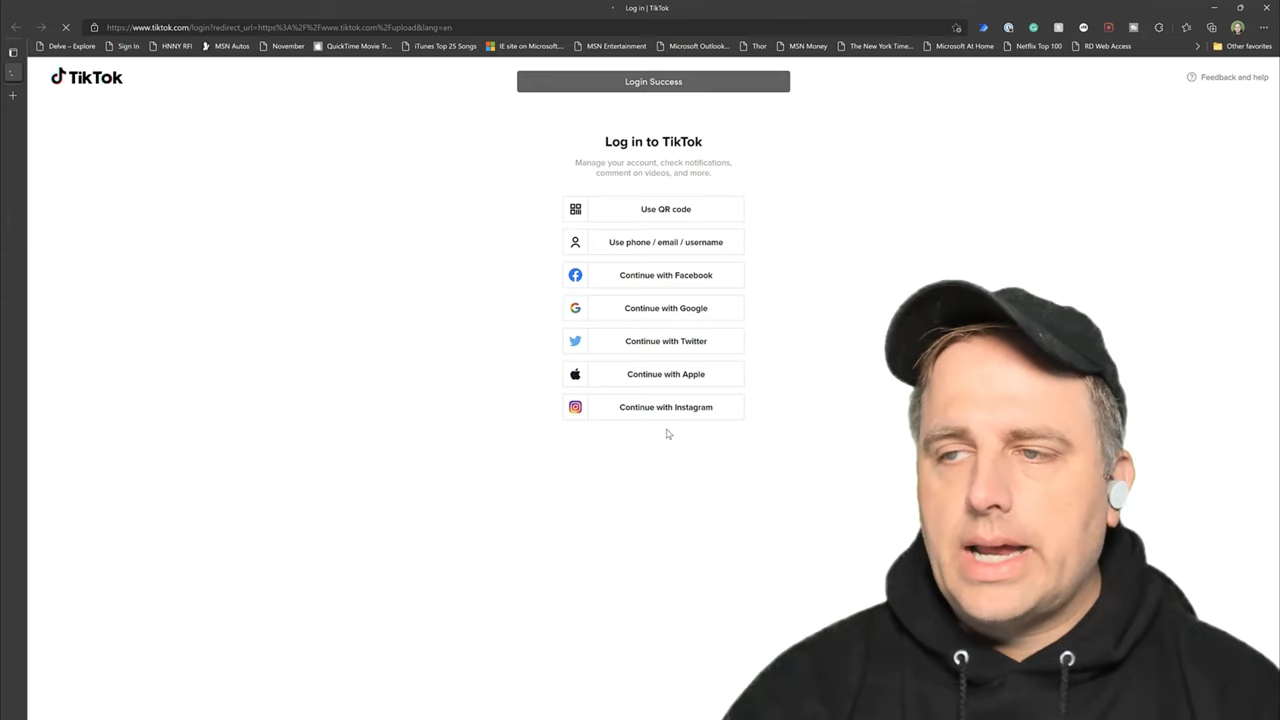 Log in | TikTok
https://www.tiktok.com/login?redirect_url=https%3A%2F%2Fwww.tiktok.com%2Fupload&lang=en
Delve – Explore
Sign In
HNNY RFI
MSN Autos
November
QuickTime Movie Tr...
iTunes Top 25 Songs
IE site on Microsoft...
MSN Entertainment
Microsoft Outlook...
Thor
MSN Money
The New York Time...
Microsoft At Home
Netflix Top 100
RD Web Access
Other favorites
TikTok
Login Success
Feedback and help
Log in to TikTok
Manage your account, check notifications,
comment on videos, and more.
Use QR code
Use phone / email / username
Continue with Facebook
Continue with Google
Continue with Twitter
Continue with Apple
Continue with Instagram